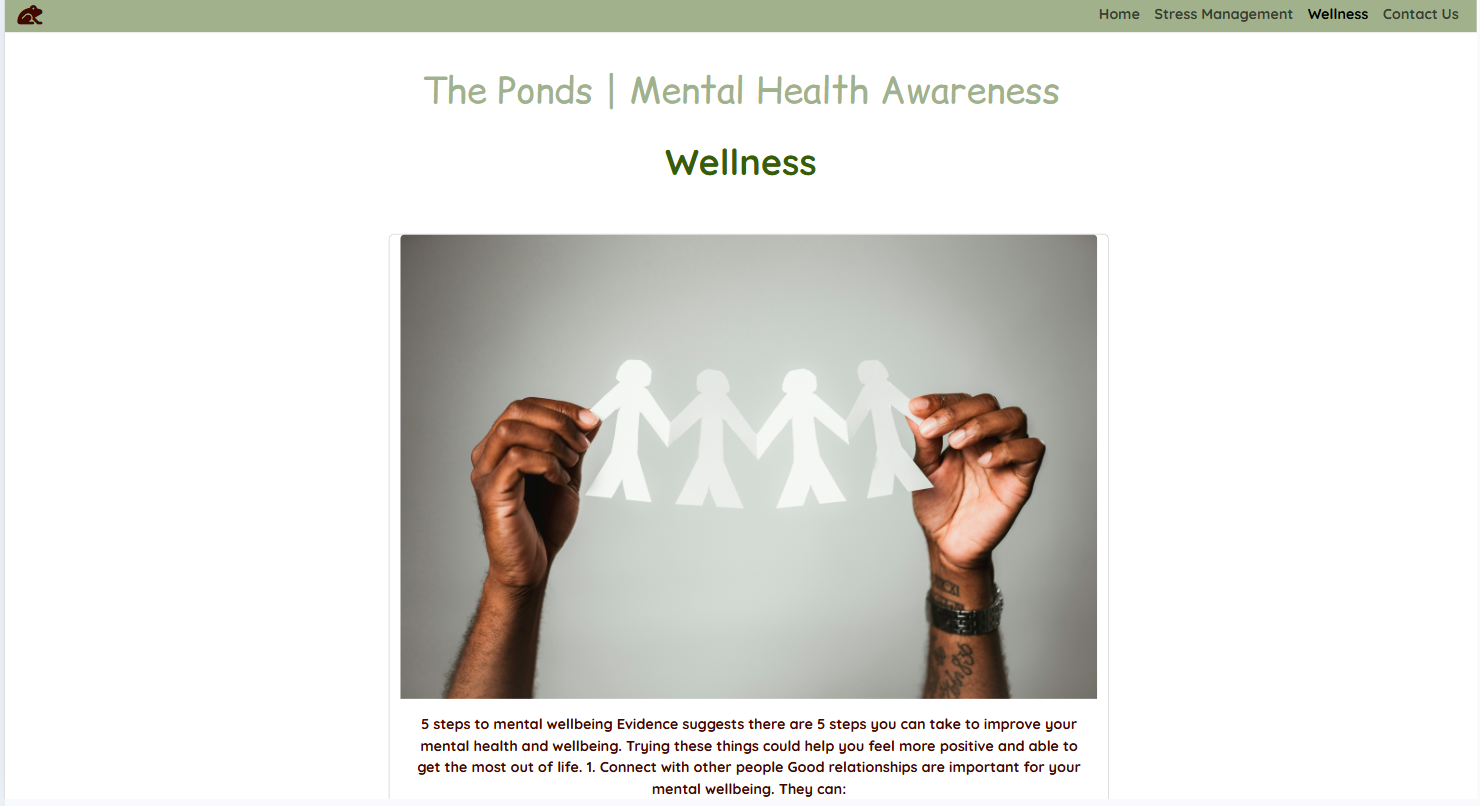 Home Stress Management Wellness Contact Us
The Ponds | Mental Health Awareness
Wellness
5 steps to mental wellbeing Evidence suggests there are 5 steps you can take to improve your
mental health and wellbeing. Trying these things could help you feel more positive and able to
get the most out of life. 1. Connect with other people Good relationships are important for your
mental wellbeing. They can: